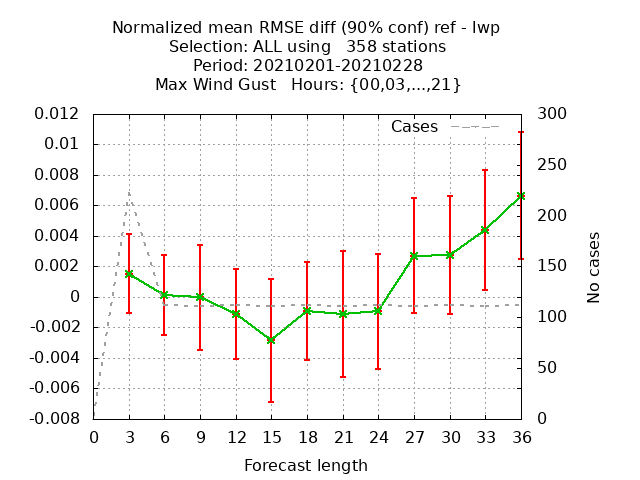 Normalized mean RMSE diff (90% conf) ref - lwp
Selection: ALL using   358 stations
Period: 20210201-20210228
Max Wind Gust   Hours: {00,03,...,21}
Cases
0.012
0.01
0.008
0.006
0.004
0.002
0
-0.002
-0.004
-0.006
-0.008
300
250
200
150
100
50
0
No cases
0 3 6 9 12 15 18 21 24 27 30 33 36
Forecast length